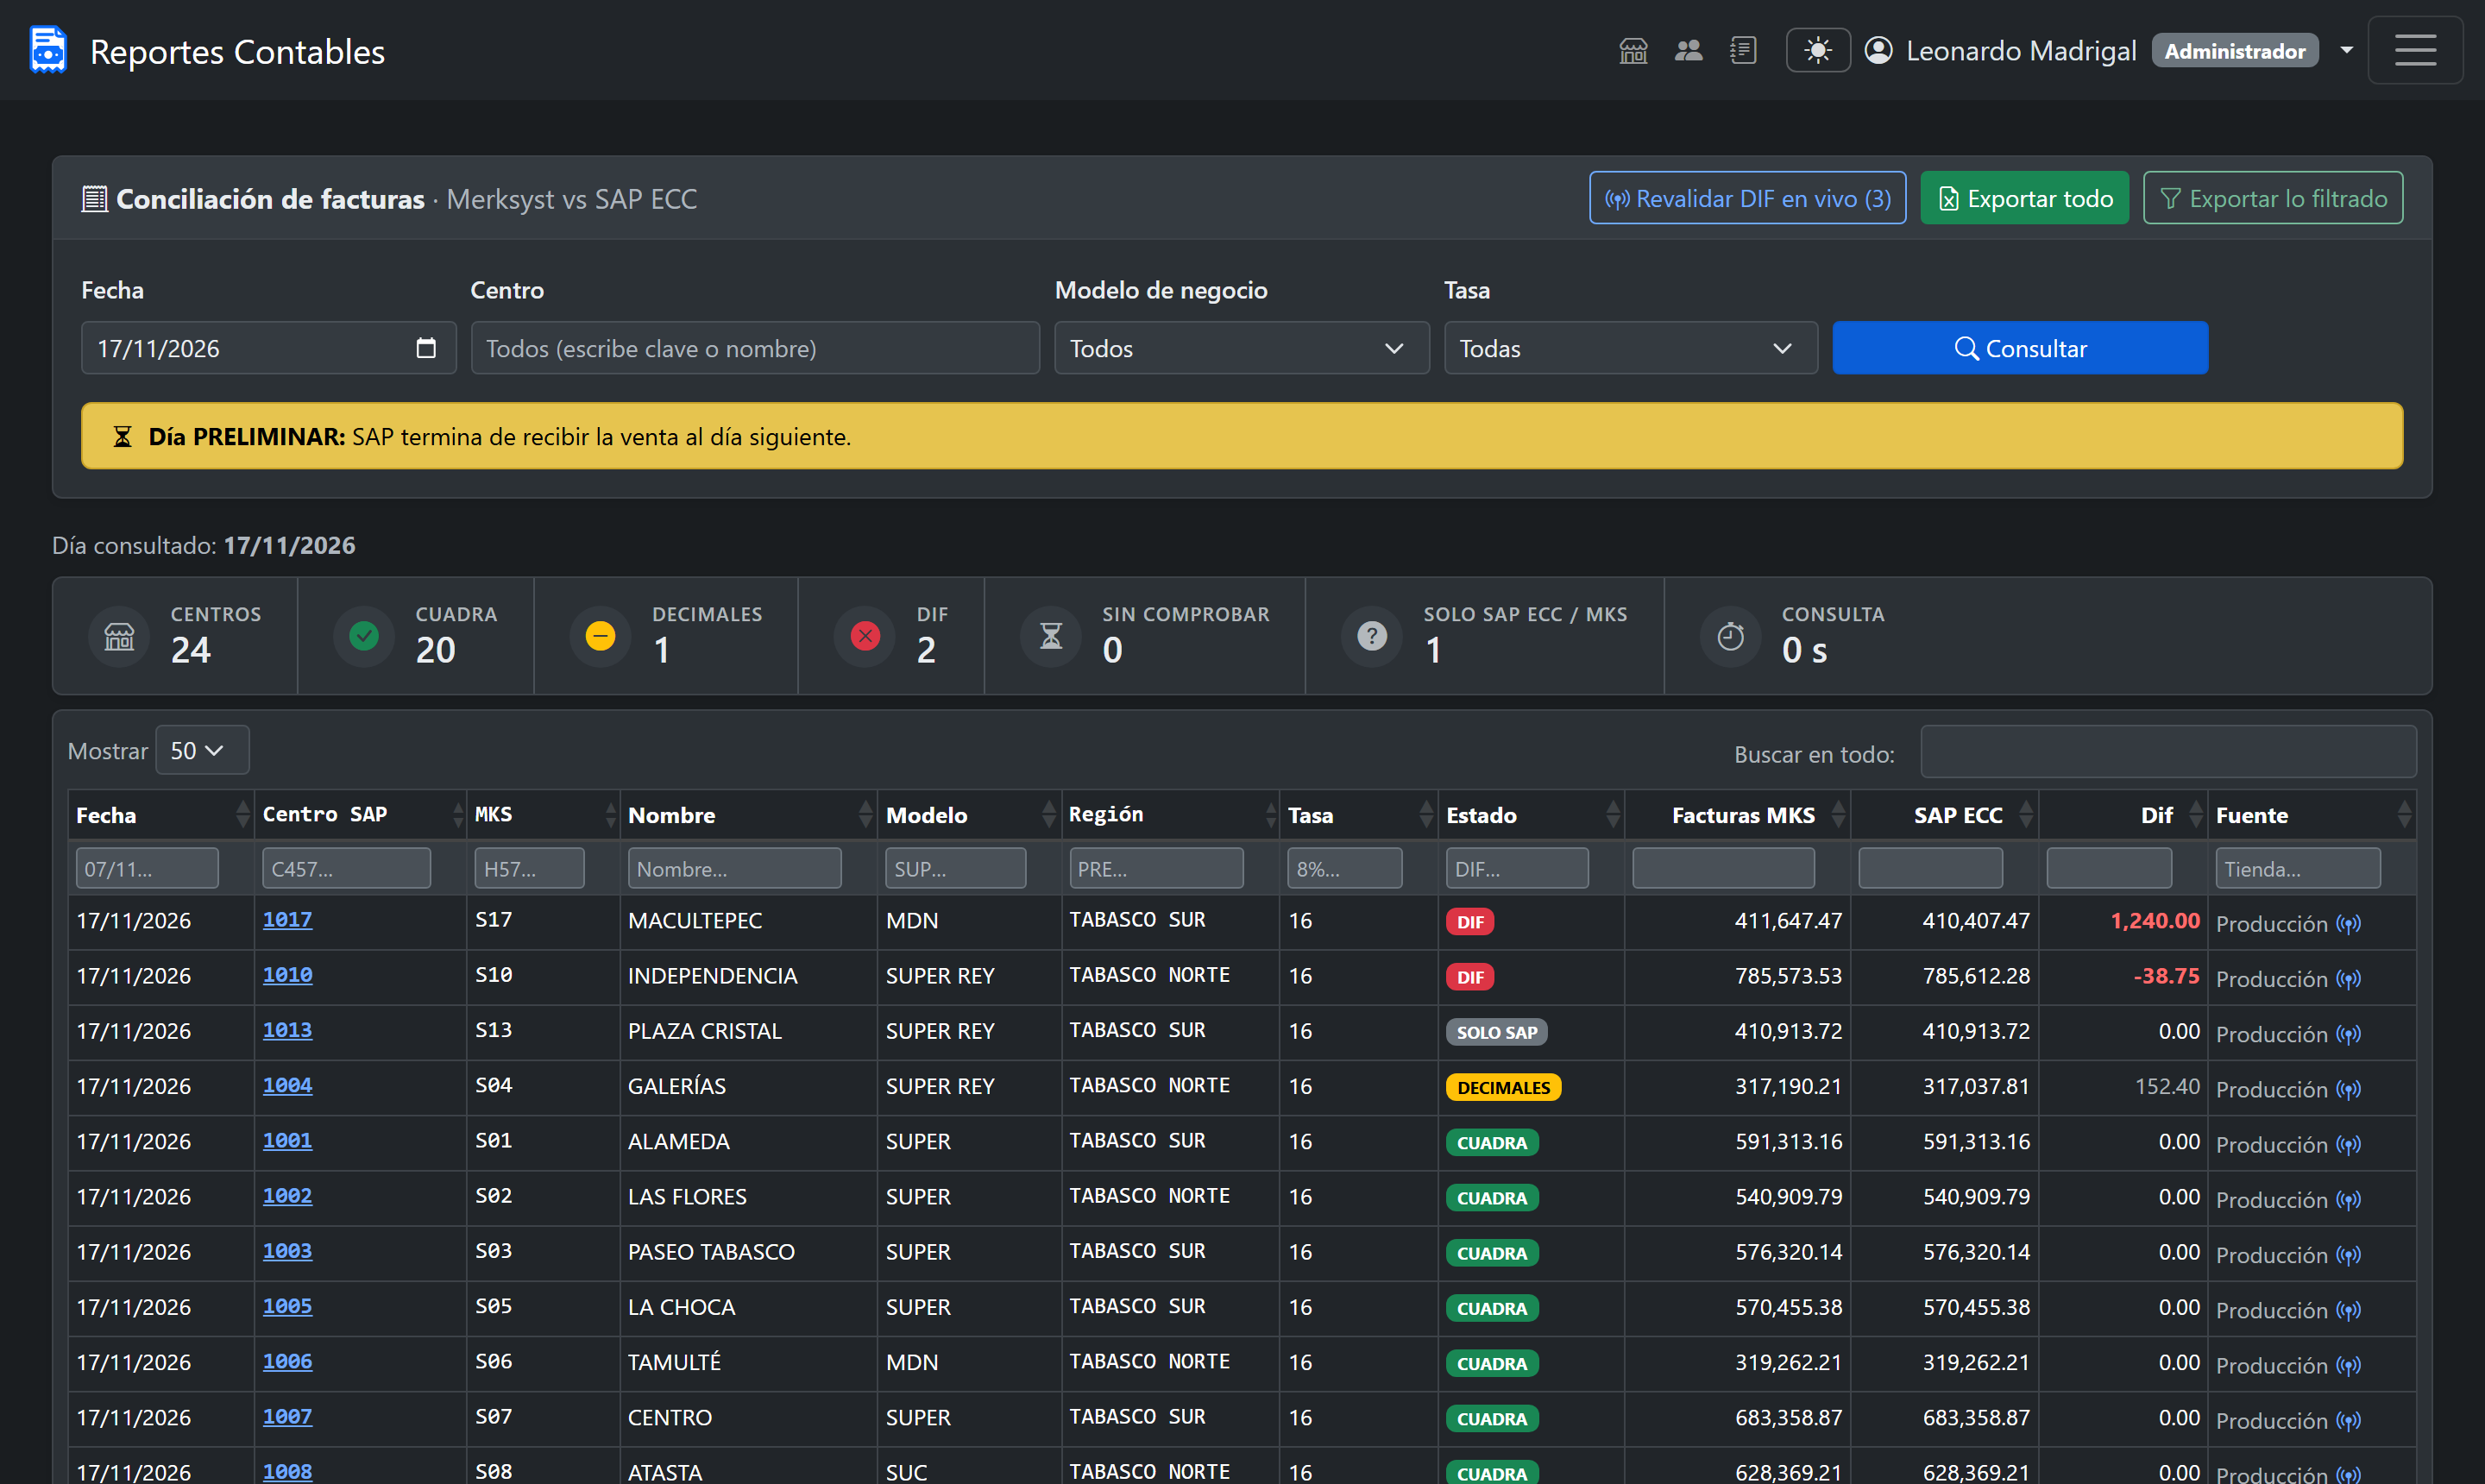 Reportes Contables
Leonardo Madrigal Administrador
Conciliación de facturas · Merksyst vs SAP ECC
Revalidar DIF en vivo (3) Exportar todo Exportar lo filtrado
Fecha Centro Modelo de negocio Tasa
17/11/2026 Todos (escribe clave o nombre) Todos Todas Consultar
Día PRELIMINAR: SAP termina de recibir la venta al día siguiente.
Día consultado: 17/11/2026
CENTROS CUADRA DECIMALES DIF SIN COMPROBAR SOLO SAP ECC / MKS CONSULTA
24 20 1 2 0 1 0 s
Mostrar 50 Buscar en todo:
Fecha Centro SAP MKS Nombre Modelo Región Tasa Estado Facturas MKS SAP ECC Dif Fuente
07/11... C457... H57... Nombre... SUP... PRE... 8%... DIF... Tienda...
17/11/2026 1017 S17 MACULTEPEC MDN TABASCO SUR 16 DIF 411,647.47 410,407.47 1,240.00 Producción
17/11/2026 1010 S10 INDEPENDENCIA SUPER REY TABASCO NORTE 16 DIF 785,573.53 785,612.28 -38.75 Producción
17/11/2026 1013 S13 PLAZA CRISTAL SUPER REY TABASCO SUR 16 SOLO SAP 410,913.72 410,913.72 0.00 Producción
17/11/2026 1004 S04 GALERÍAS SUPER REY TABASCO NORTE 16 DECIMALES 317,190.21 317,037.81 152.40 Producción
17/11/2026 1001 S01 ALAMEDA SUPER TABASCO SUR 16 CUADRA 591,313.16 591,313.16 0.00 Producción
17/11/2026 1002 S02 LAS FLORES SUPER TABASCO NORTE 16 CUADRA 540,909.79 540,909.79 0.00 Producción
17/11/2026 1003 S03 PASEO TABASCO SUPER TABASCO SUR 16 CUADRA 576,320.14 576,320.14 0.00 Producción
17/11/2026 1005 S05 LA CHOCA SUPER TABASCO SUR 16 CUADRA 570,455.38 570,455.38 0.00 Producción
17/11/2026 1006 S06 TAMULTÉ MDN TABASCO NORTE 16 CUADRA 319,262.21 319,262.21 0.00 Producción
17/11/2026 1007 S07 CENTRO SUPER TABASCO SUR 16 CUADRA 683,358.87 683,358.87 0.00 Producción
17/11/2026 1008 S08 ATASTA SUC TABASCO NORTE 16 CUADRA 628,369.21 628,369.21 0.00 Producción